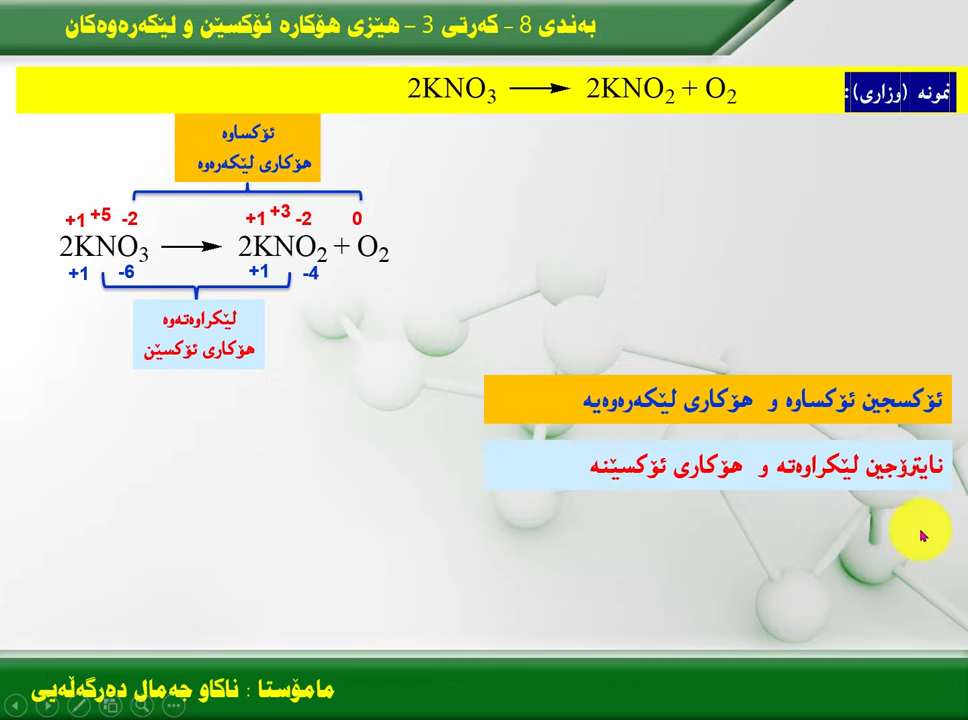 بەندی 8 - کەرتی 3 - هێزی هۆکارە ئۆکسێن و لێکەرەوەکان
نمونە (وزاری):
2KNO₃ ⟶ 2KNO₂ + O₂
ئۆکساوە
هۆکاری لێکەرەوە
+1 +5 -2 +1 +3 -2 0
2KNO₃ ⟶ 2KNO₂ + O₂
+1 -6 +1 -4
لێکراوەتەوە
هۆکاری ئۆکسێن
ئۆکسجین ئۆکساوە و هۆکاری لێکەرەوەیە
نایترۆجین لێکراوەتە و هۆکاری ئۆکسێنە
مامۆستا : ناکاو جەمال دەرگەڵەیی